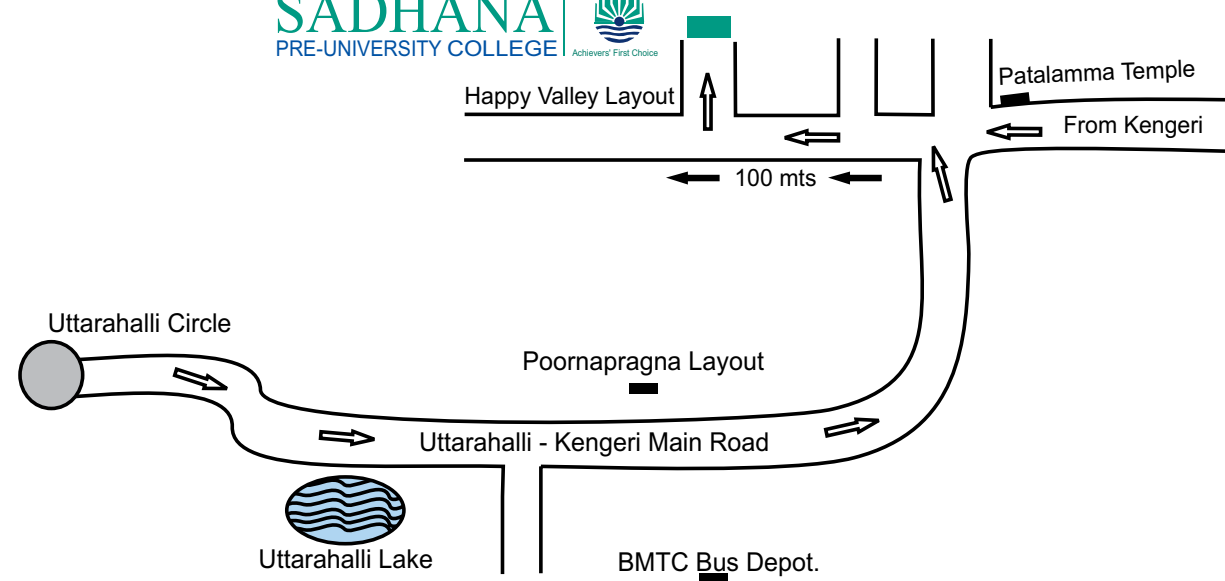 SADHANA
PRE-UNIVERSITY COLLEGE
Achievers' First Choice
Patalamma Temple
Happy Valley Layout
From Kengeri
100 mts
Uttarahalli Circle
Poornapragna Layout
Uttarahalli - Kengeri Main Road
Uttarahalli Lake
BMTC Bus Depot.